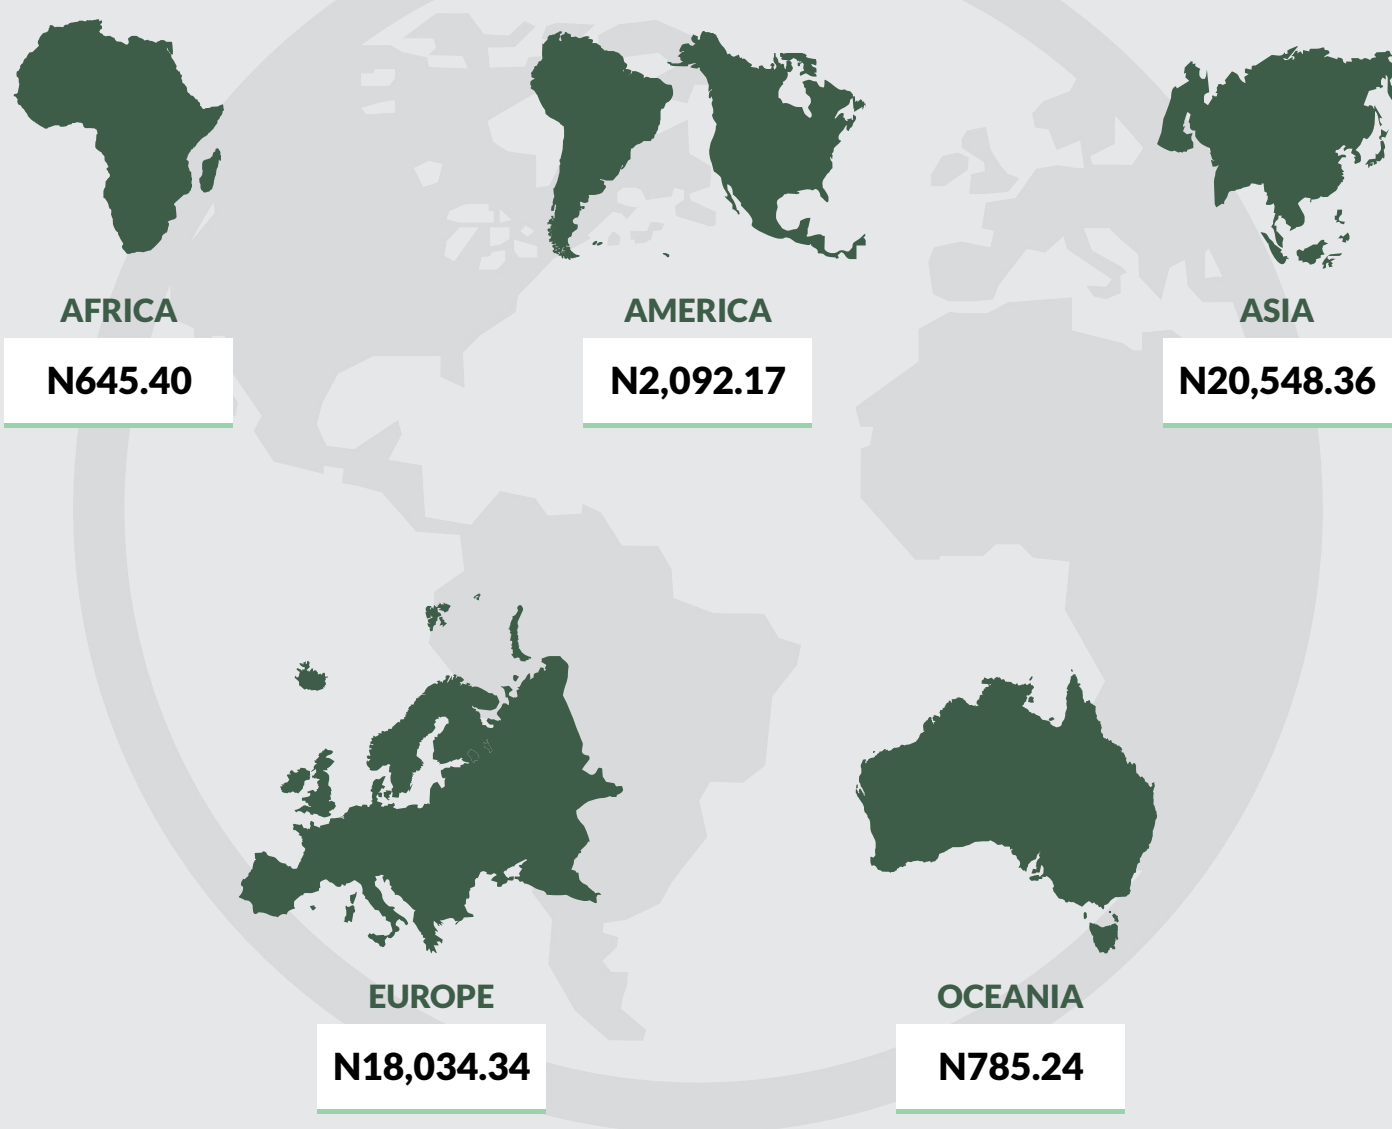 AFRICA
N645.40
AMERICA
N2,092.17
ASIA
N20,548.36
EUROPE
N18,034.34
OCEANIA
N785.24